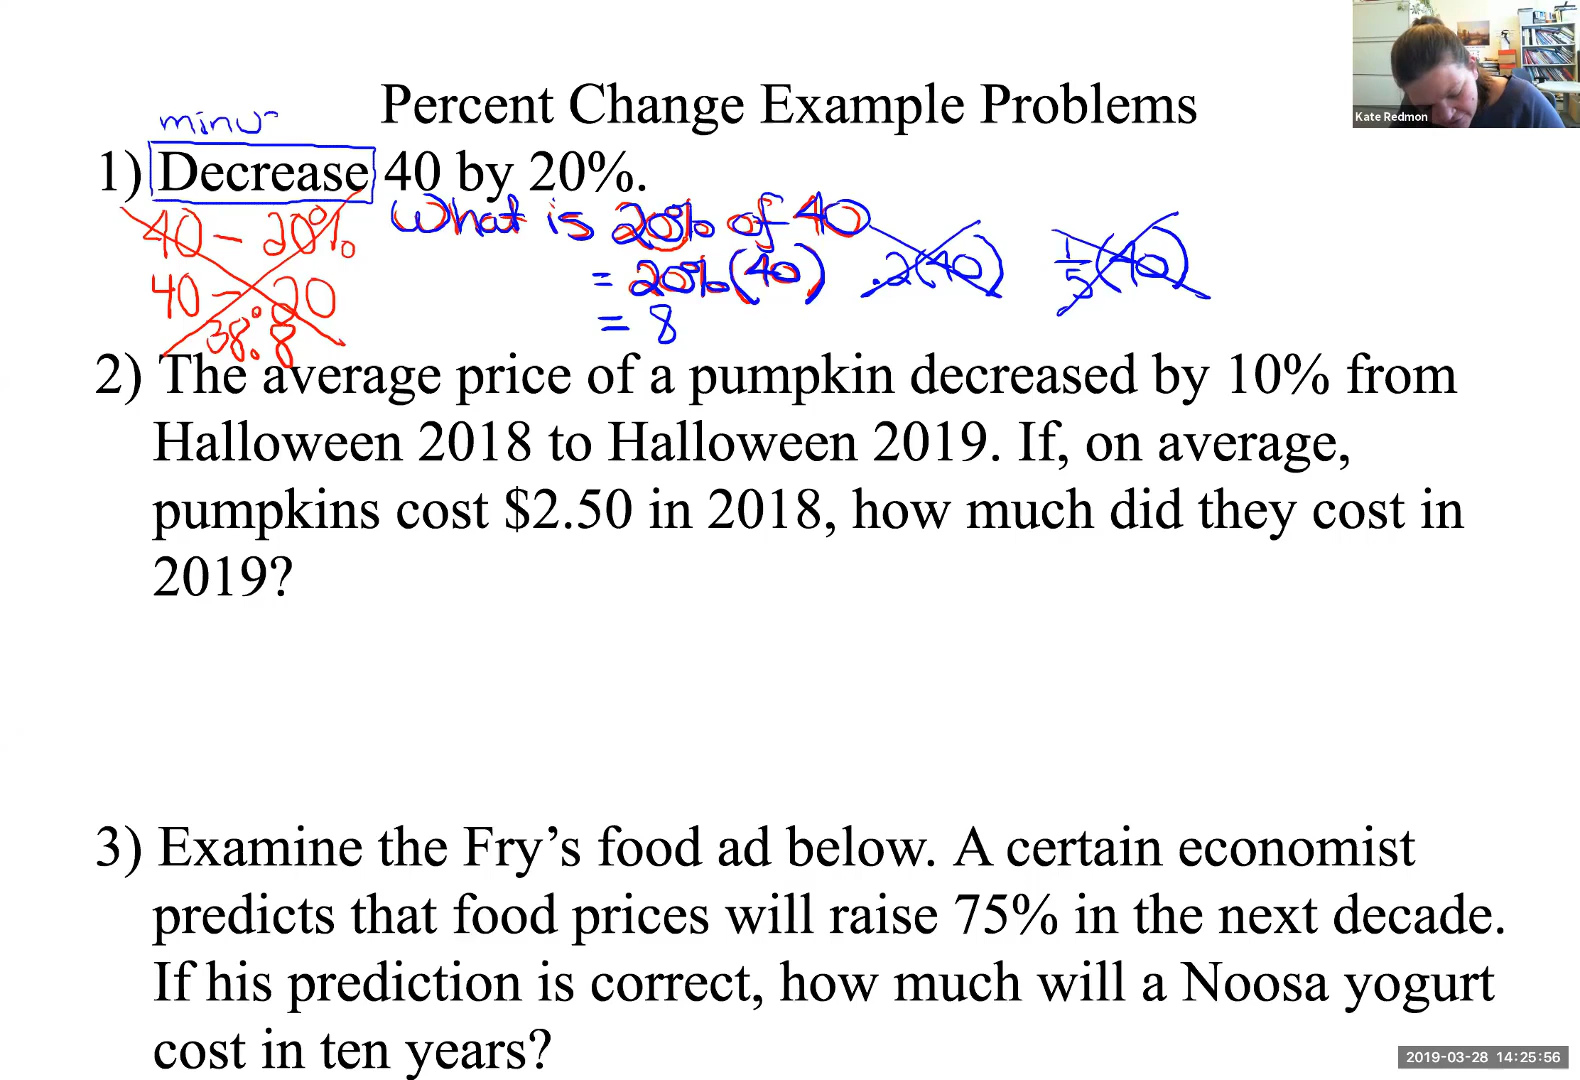 Percent Change Example Problems
Kate Redmon
minus
1) Decrease 40 by 20%.
40 - 20%
What is 20% of 40
40 - 20
= 20%(40) .2(40) 1/5(40)
38.8
= 8
2) The average price of a pumpkin decreased by 10% from
Halloween 2018 to Halloween 2019. If, on average,
pumpkins cost $2.50 in 2018, how much did they cost in
2019?
3) Examine the Fry’s food ad below. A certain economist
predicts that food prices will raise 75% in the next decade.
If his prediction is correct, how much will a Noosa yogurt
cost in ten years?
2019-03-28 14:25:56